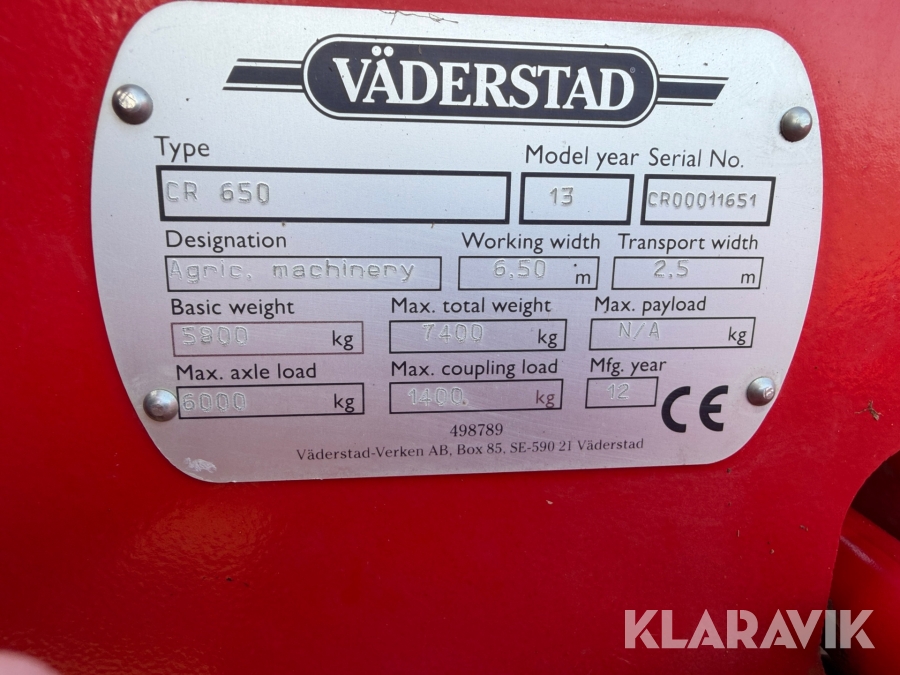 VÄDERSTAD
Type Model year Serial No.
CR 650 13 CR00011651
Designation Working width Transport width
Agric. machinery 6,50 m 2,5 m
Basic weight Max. total weight Max. payload
5800 kg 7400 kg N/A kg
Max. axle load Max. coupling load Mfg. year
6000 kg 1400 kg 12 CE
498789
Väderstad-Verken AB, Box 85, SE-590 21 Väderstad
KLARAVIK